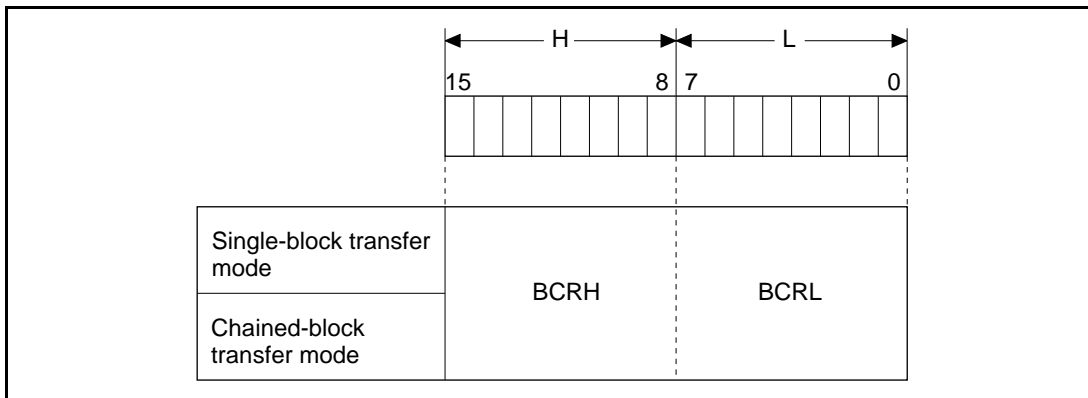 H L
15 8 7 0
Single-block transfer
mode
BCRH BCRL
Chained-block
transfer mode